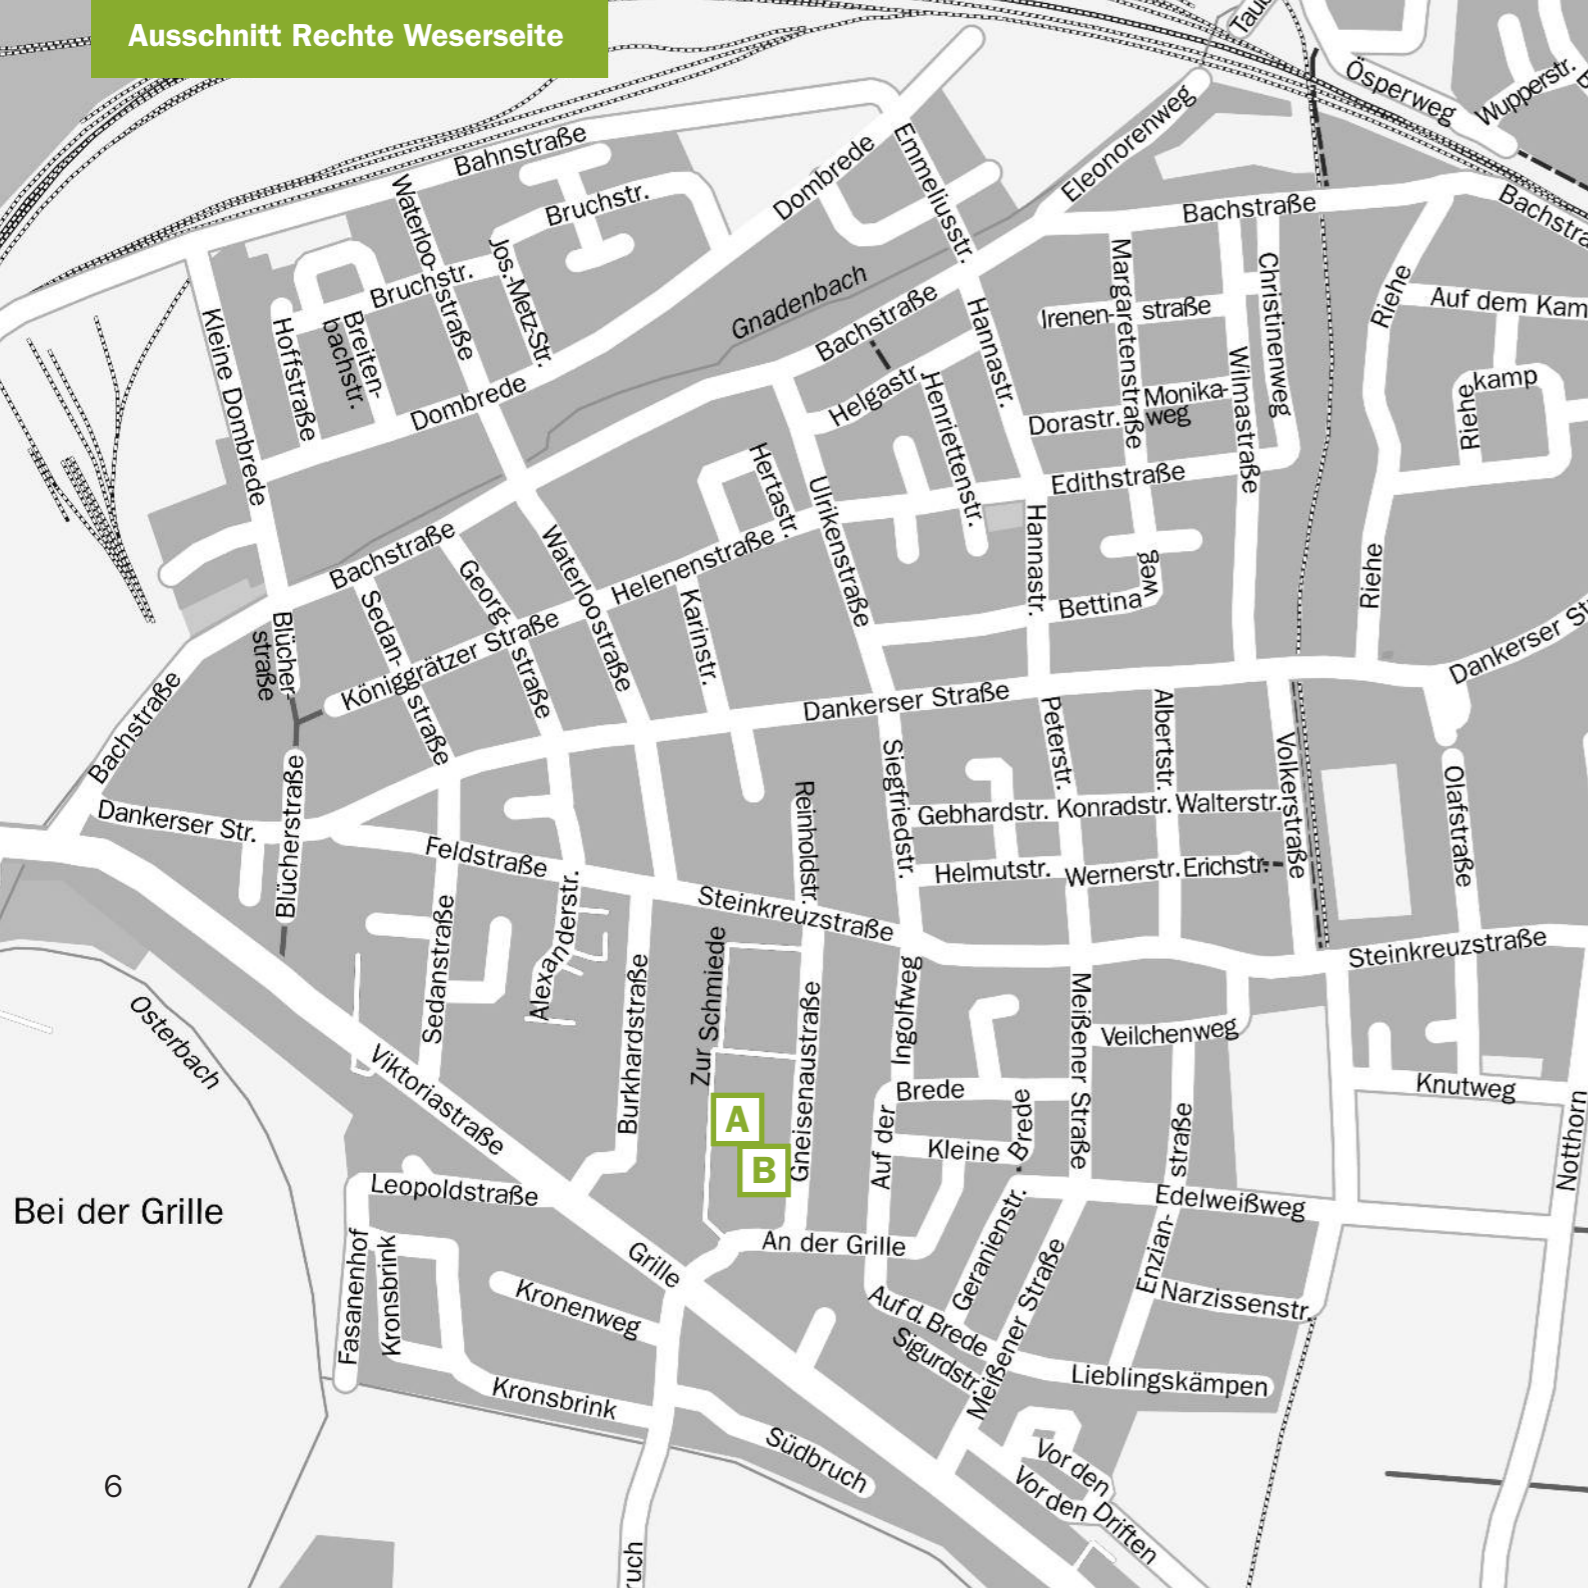 Ausschnitt Rechte Weserseite
Ösperweg
Wupperstr.
Bahnstraße
Waterloo-
straße
Bruchstr.
Jos.-Metz-Str.
Bruchstr.
Dombrede
Emmeliusstr.
Eleonorenweg
Bachstraße
Kleine Dombrede
Hoffstraße
Breiten-
bachstr.
Dombrede
Gnadenbach
Bachstraße
Helgastr.
Henriettenstr.
Hannastr.
Irenen-
straße
Margaretenstraße
Christinenweg
Wilmastraße
Monika-
weg
Dorastr.
Edithstraße
Riehe
Auf dem Kam
Riehe
kamp
Riehe
Bachstraße
Sedan-
straße
Georg-
straße
Waterloostraße
Hertastr.
Helenenstraße
Karinstr.
Ulrikenstraße
Hannastr.
Bettina
weg
Blücher-
straße
Königgrätzer Straße
Bachstraße
Dankerser Str.
Blücherstraße
Dankerser Straße
Dankerser St
Feldstraße
Reinholdstr.
Siegfriedstr.
Peterstr.
Albertstr.
Volkerstraße
Olafstraße
Gebhardstr.
Konradstr.
Walterstr.
Helmutstr.
Wernerstr.
Erichstr.
Steinkreuzstraße
Steinkreuzstraße
Sedanstraße
Alexanderstr.
Burkhardstraße
Zur Schmiede
Gneisenaustraße
Ingolfweg
Meißener Straße
Veilchenweg
Knutweg
Notthorn
Osterbach
Viktoriastraße
A
B
Brede
Auf der
Kleine
Brede
straße
Enzian-
Edelweißweg
Bei der Grille
Leopoldstraße
Fasanenhof
Kronsbrink
Grille
An der Grille
Kronenweg
Geranienstr.
Meißener Straße
Narzissenstr.
Auf d. Brede
Sigurdstr.
Lieblingskämpen
Kronsbrink
Südbruch
Vor den
Vor den Driften
ruch
6